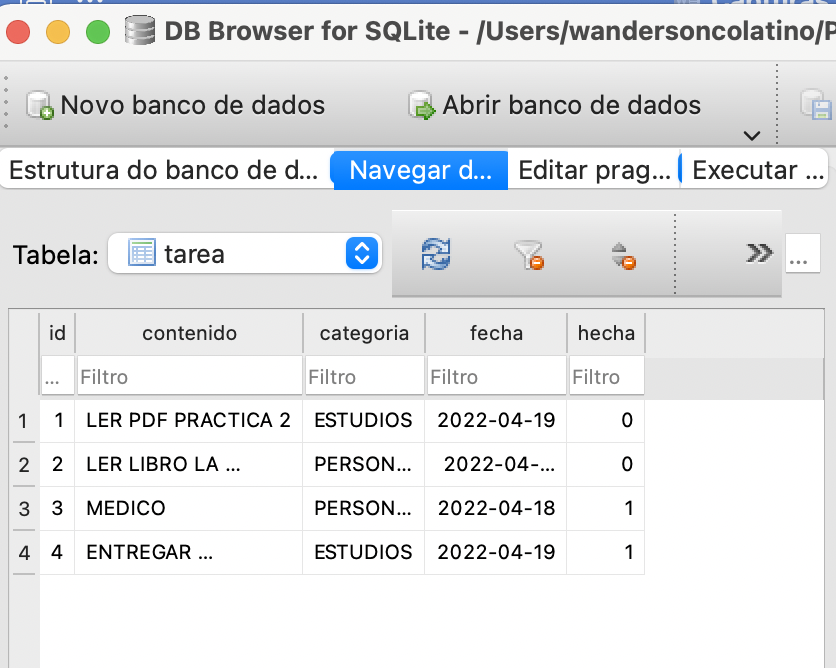 DB Browser for SQLite - /Users/wandersoncolatino/P
Novo banco de dados
Abrir banco de dados
Estrutura do banco de d...
Navegar d...
Editar prag...
Executar ...
Tabela:
tarea
...
id contenido categoria fecha hecha
... Filtro Filtro Filtro Filtro
1 1 LER PDF PRACTICA 2 ESTUDIOS 2022-04-19 0
2 2 LER LIBRO LA ... PERSON... 2022-04-... 0
3 3 MEDICO PERSON... 2022-04-18 1
4 4 ENTREGAR ... ESTUDIOS 2022-04-19 1